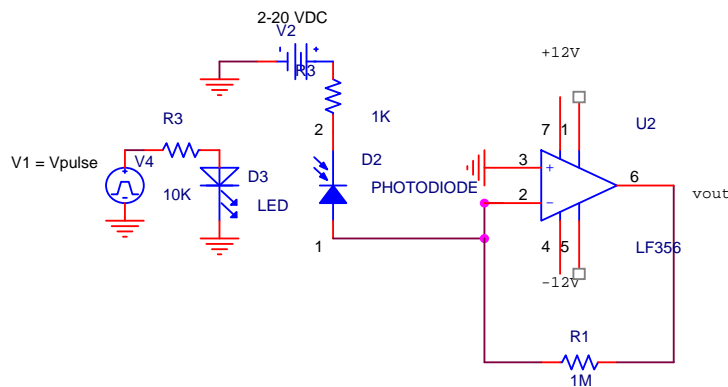 2-20 VDC
V2
R3
1K
2
D2
PHOTODIODE
1
R3
V1 = Vpulse
V4
10K
D3
LED
+12V
7
1
U2
3
+
2
-
6
vout
4
5
LF356
-12V
R1
1M